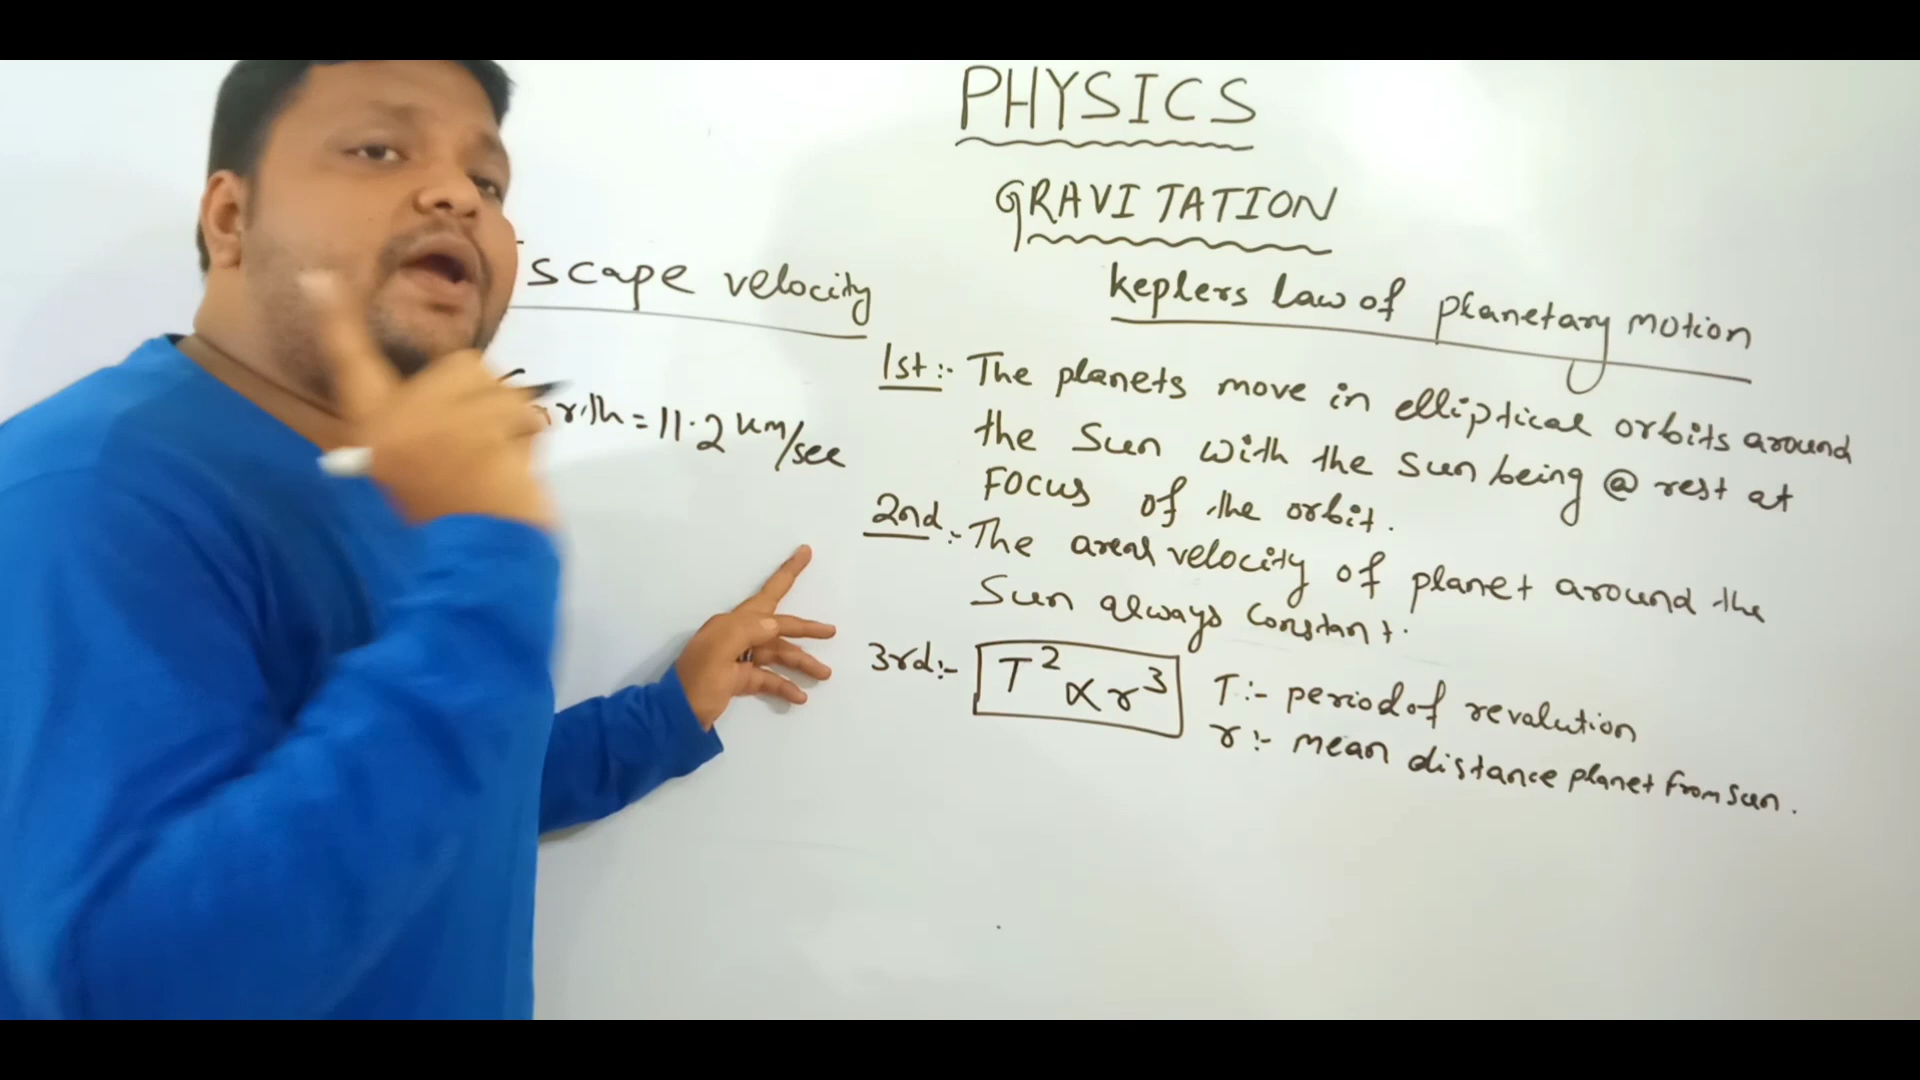 PHYSICS
GRAVITATION
scape velocity
arth = 11.2 km/sec
keplers law of planetary motion
1st :- The planets move in elliptical orbits around
the Sun with the Sun being @ rest at
FOCUS of the orbit.
2nd :- The areal velocity of planet around the
Sun always constant.
3rd :- T² ∝ r³
T :- period of revalution
r :- mean distance planet from sun.